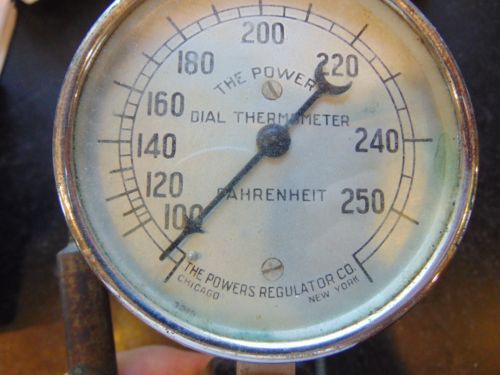 200
180
220
THE POWER
160
DIAL THERMOMETER
140
240
120
FAHRENHEIT
100
250
THE POWERS REGULATOR CO.
CHICAGO
NEW YORK